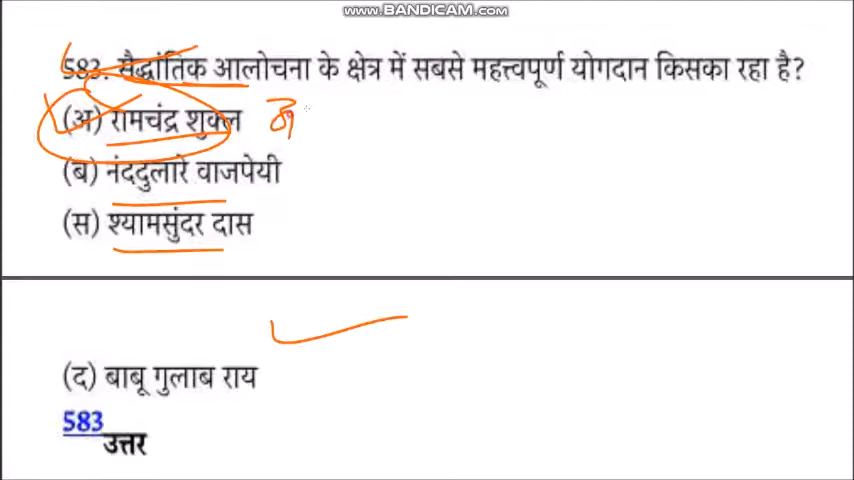 www.BANDICAM.com
583. सैद्धांतिक आलोचना के क्षेत्र में सबसे महत्त्वपूर्ण योगदान किसका रहा है?
(अ) रामचंद्र शुक्ल
(ब) नंददुलारे वाजपेयी
(स) श्यामसुंदर दास
(द) बाबू गुलाब राय
583
उत्तर